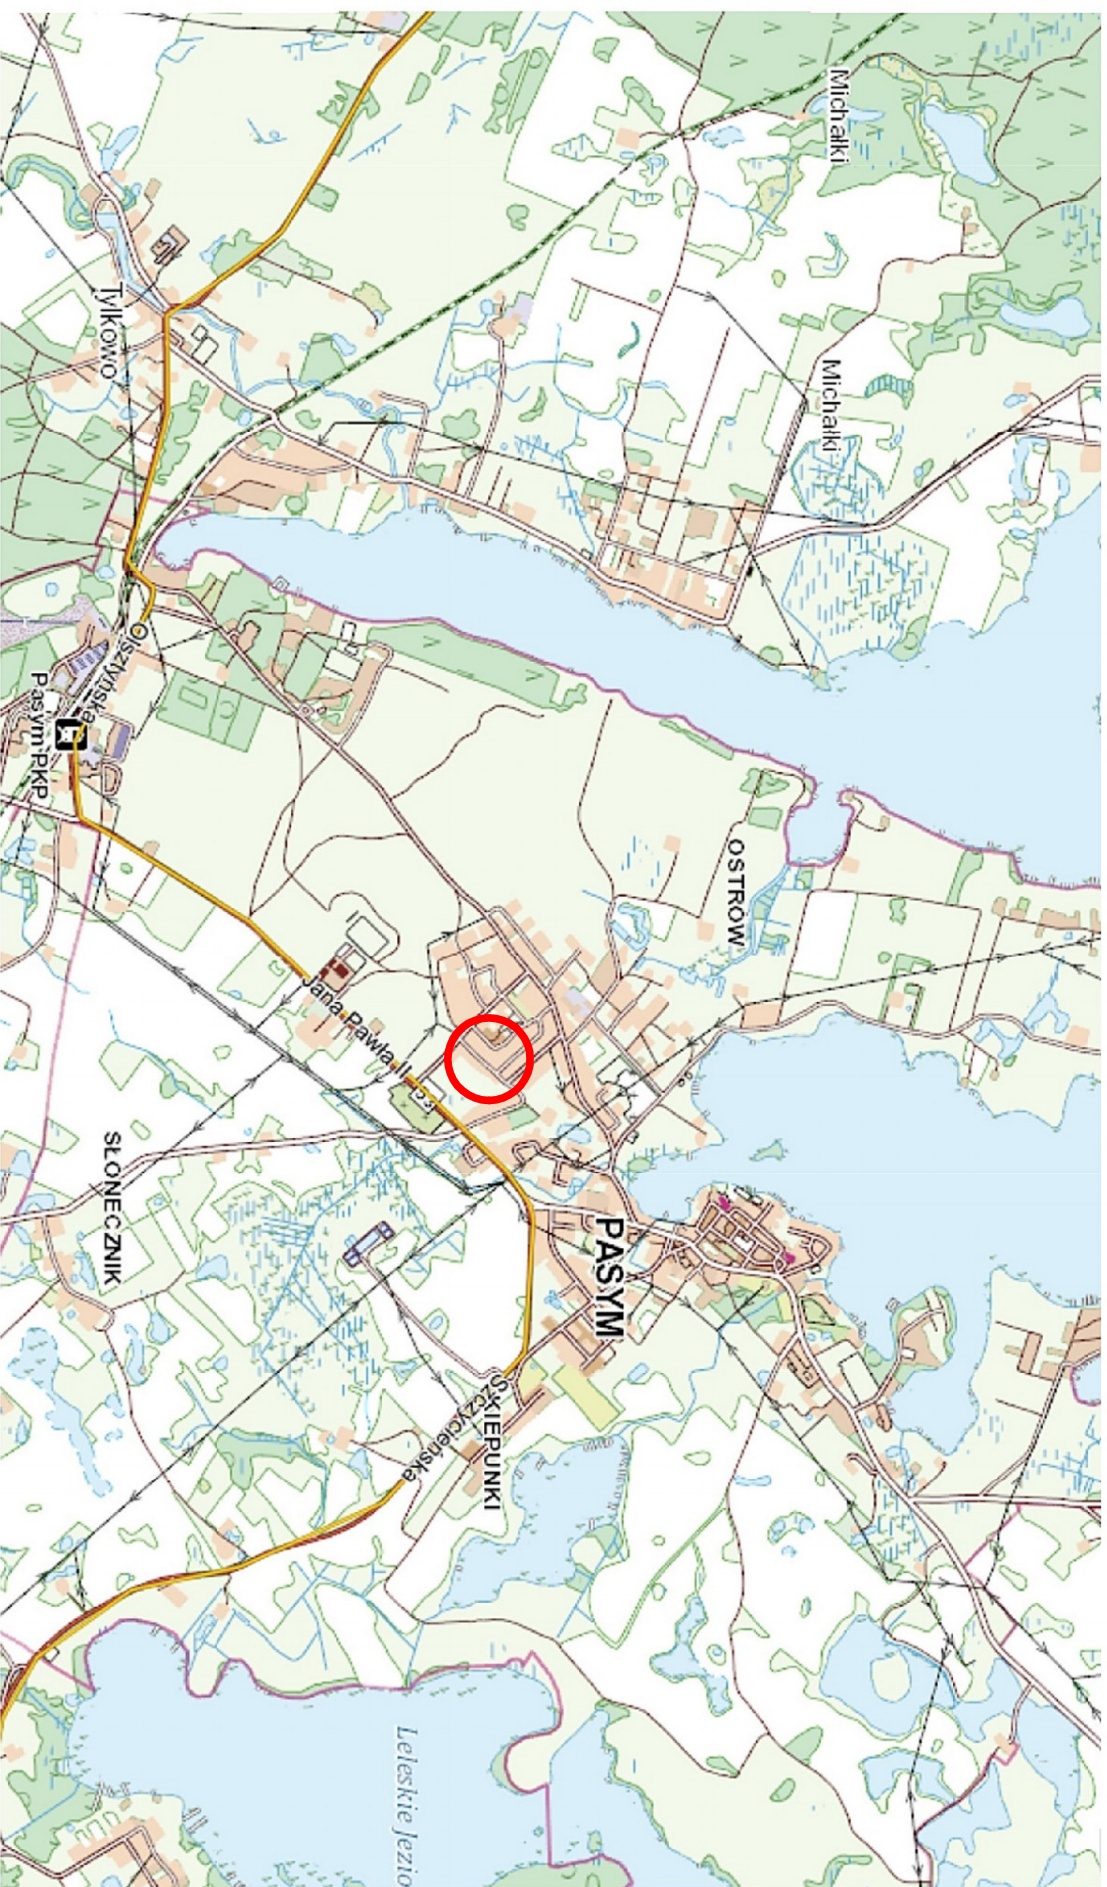 Michałki
Michałki
Tylkowo
OSTRÓW
Olsztyńska
Pasym PKP
Jana Pawła II
53
PASYM
SŁONECZNIK
SKIEPUNKI
Szczycieńska
Leleskie Jezio